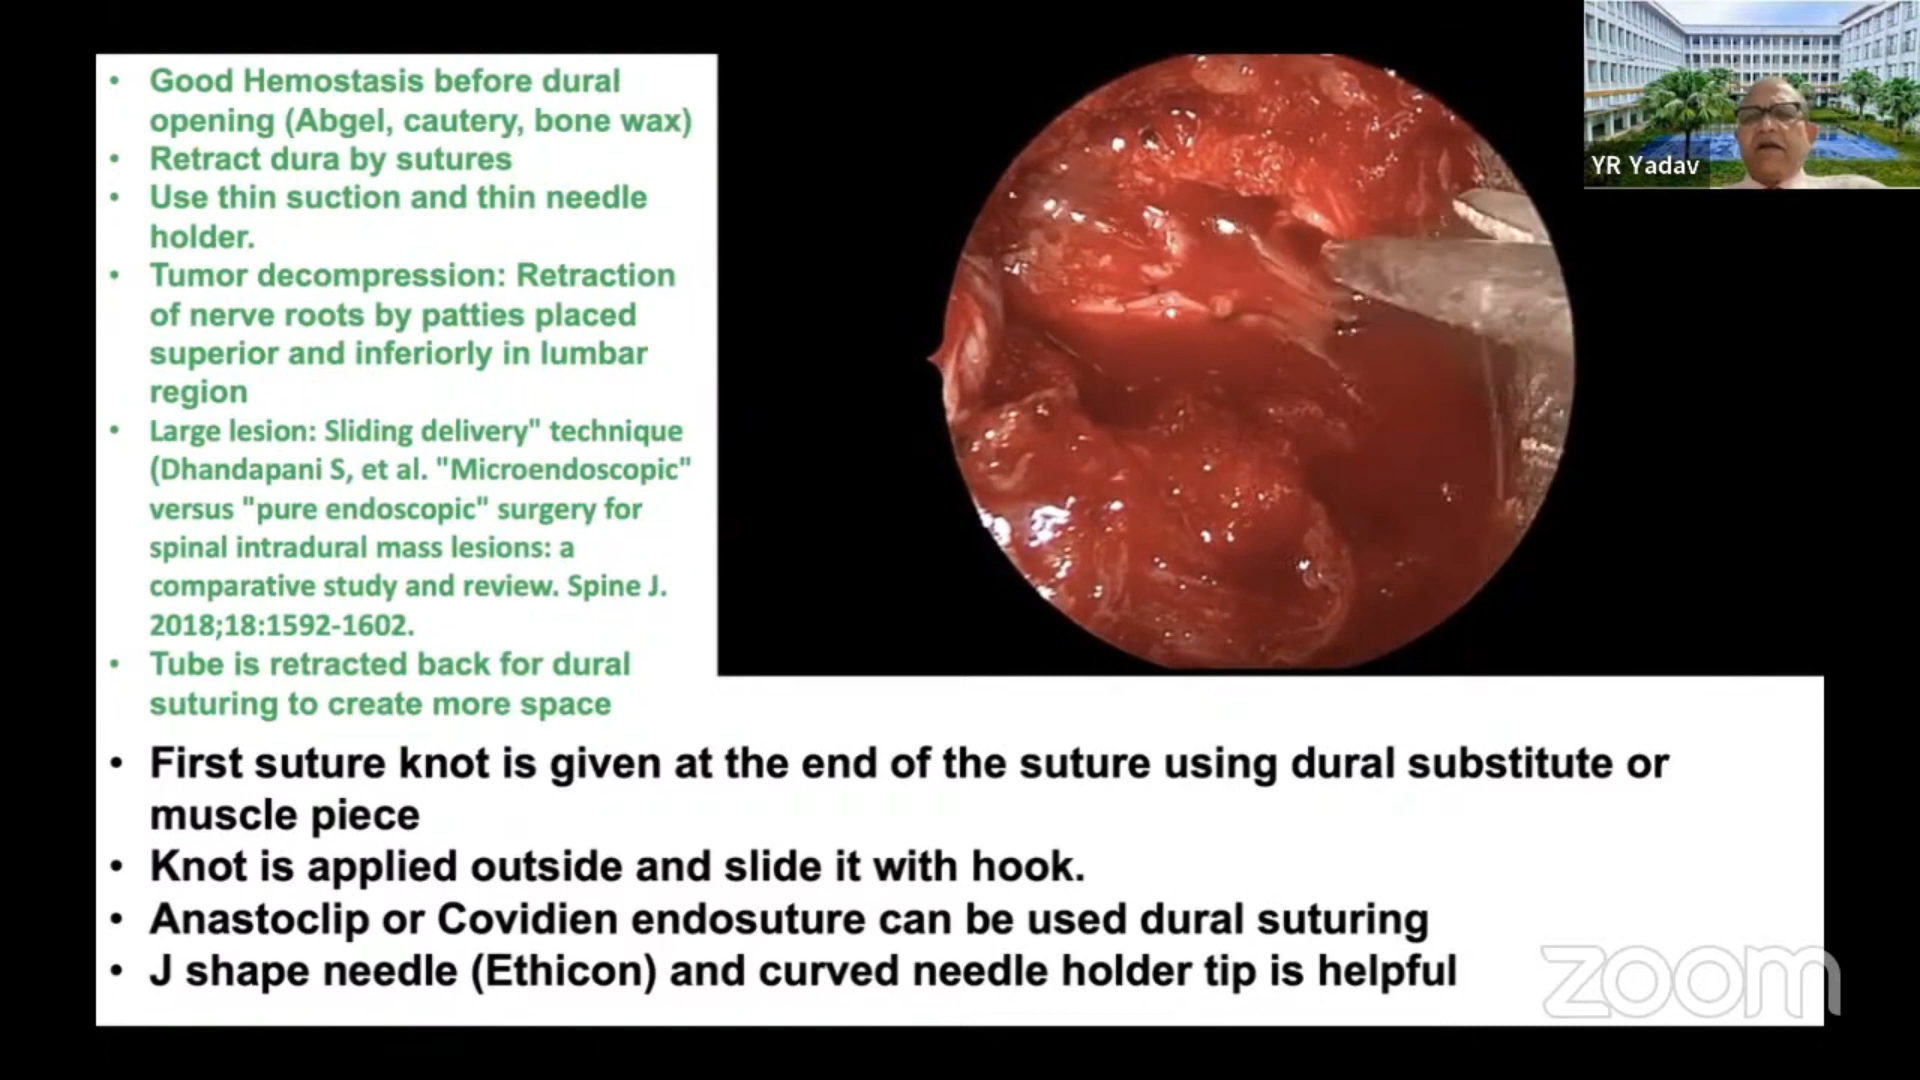 • Good Hemostasis before dural
opening (Abgel, cautery, bone wax)
• Retract dura by sutures
• Use thin suction and thin needle
holder.
• Tumor decompression: Retraction
of nerve roots by patties placed
superior and inferiorly in lumbar
region
• Large lesion: Sliding delivery" technique
(Dhandapani S, et al. "Microendoscopic"
versus "pure endoscopic" surgery for
spinal intradural mass lesions: a
comparative study and review. Spine J.
2018;18:1592-1602.
• Tube is retracted back for dural
suturing to create more space
• First suture knot is given at the end of the suture using dural substitute or
muscle piece
• Knot is applied outside and slide it with hook.
• Anastoclip or Covidien endosuture can be used dural suturing
• J shape needle (Ethicon) and curved needle holder tip is helpful
YR Yadav
zoom